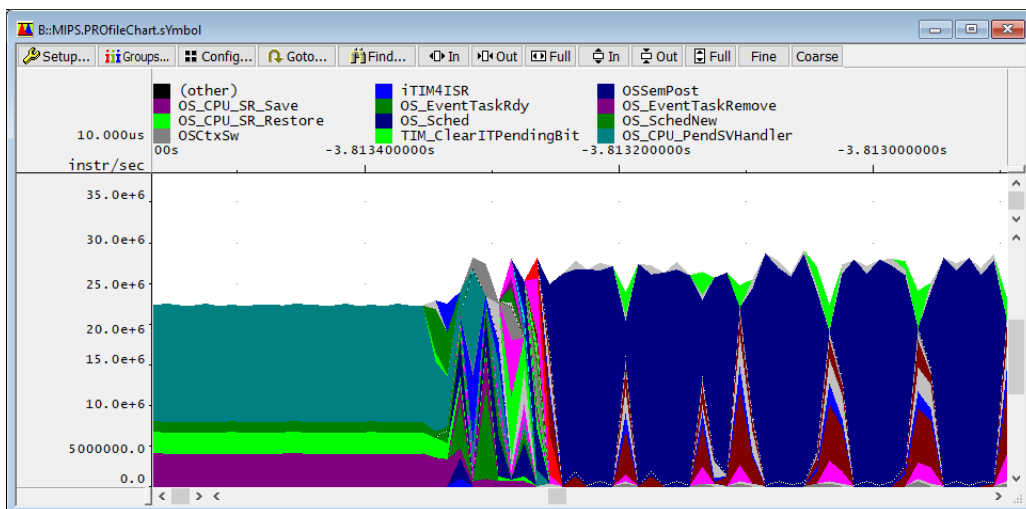 B::MIPS.PROfileChart.sYmbol
Setup... Groups... Config... Goto... Find... In Out Full In Out Full Fine Coarse
(other) iTIM4ISR OSSemPost
OS_CPU_SR_Save OS_EventTaskRdy OS_EventTaskRemove
OS_CPU_SR_Restore OS_Sched OS_SchedNew
10.000us OSCtxSw TIM_ClearITPendingBit OS_CPU_PendSVHandler
00s -3.813400000s -3.813200000s -3.813000000s
instr/sec
35.0e+6
30.0e+6
25.0e+6
20.0e+6
15.0e+6
10.0e+6
5000000.0
0.0